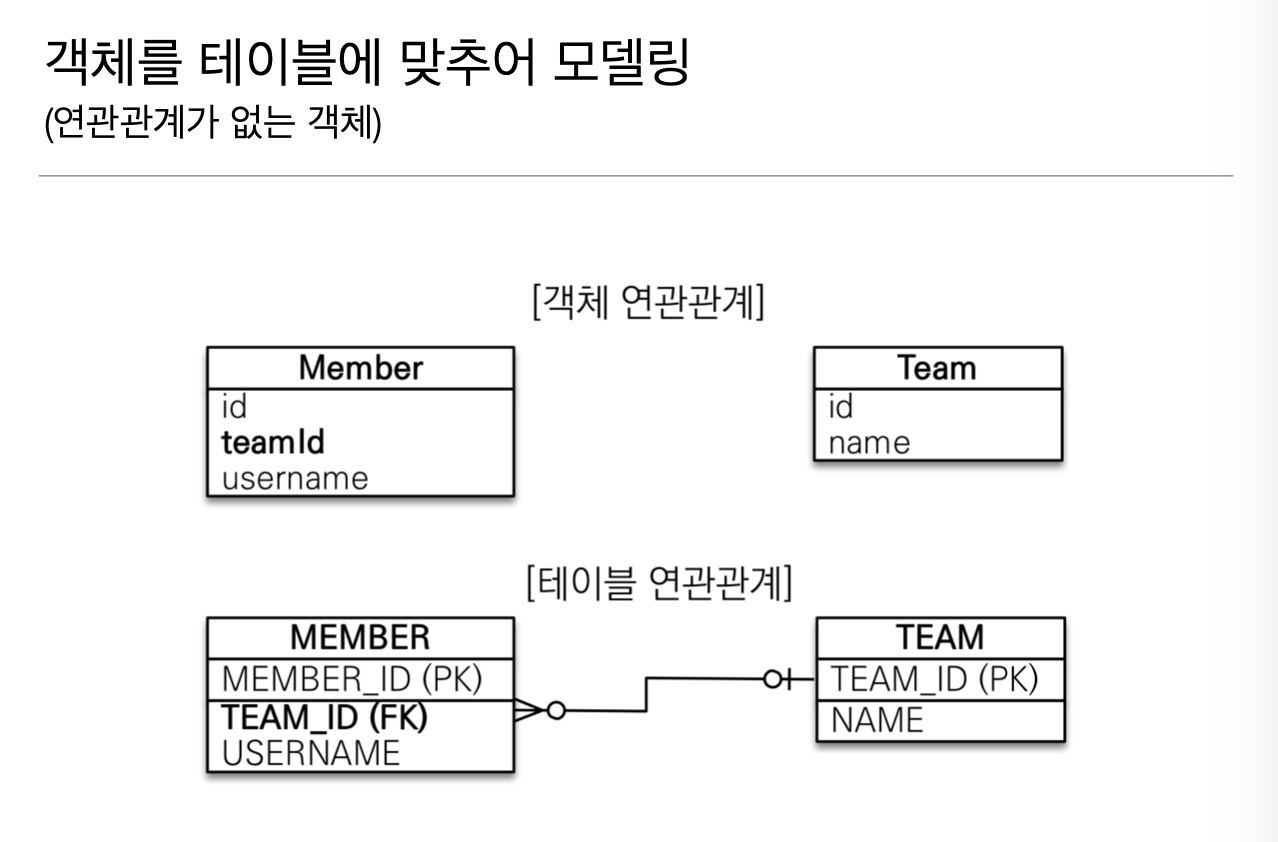 객체를 테이블에 맞추어 모델링
(연관관계가 없는 객체)
[객체 연관관계]
Member
id
teamId
username
Team
id
name
[테이블 연관관계]
MEMBER
MEMBER_ID (PK)
TEAM_ID (FK)
USERNAME
TEAM
TEAM_ID (PK)
NAME